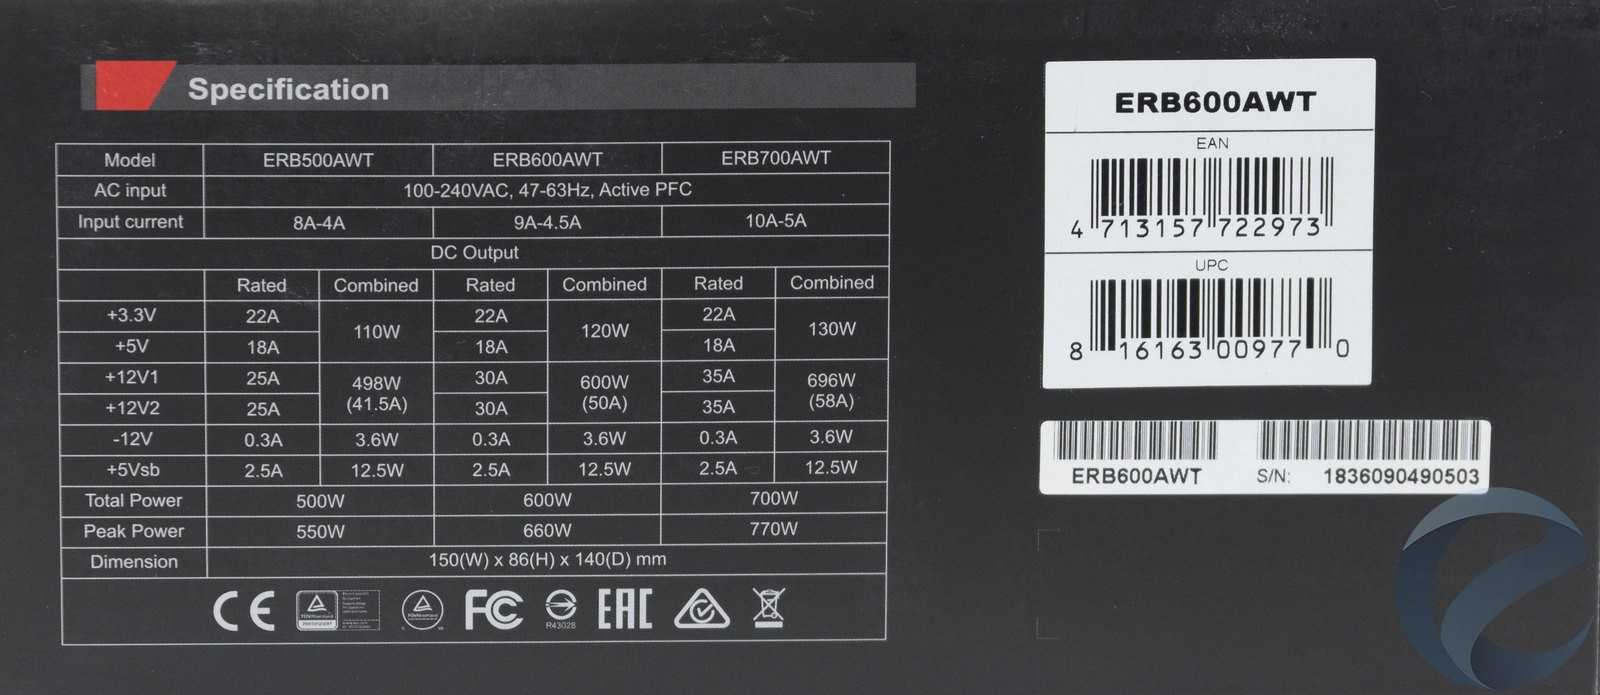 Specification
Model ERB500AWT ERB600AWT ERB700AWT
AC input 100-240VAC, 47-63Hz, Active PFC
Input current 8A-4A 9A-4.5A 10A-5A
DC Output
Rated Combined Rated Combined Rated Combined
+3.3V 22A 110W 22A 120W 22A 130W
+5V 18A 18A 18A
+12V1 25A 498W (41.5A) 30A 600W (50A) 35A 696W (58A)
+12V2 25A 30A 35A
-12V 0.3A 3.6W 0.3A 3.6W 0.3A 3.6W
+5Vsb 2.5A 12.5W 2.5A 12.5W 2.5A 12.5W
Total Power 500W 600W 700W
Peak Power 550W 660W 770W
Dimension 150(W) x 86(H) x 140(D) mm
CE FC R43028 EAC
ERB600AWT
EAN
4 713157 722973
UPC
8 16163 00977 0
ERB600AWT S/N: 1836090490503